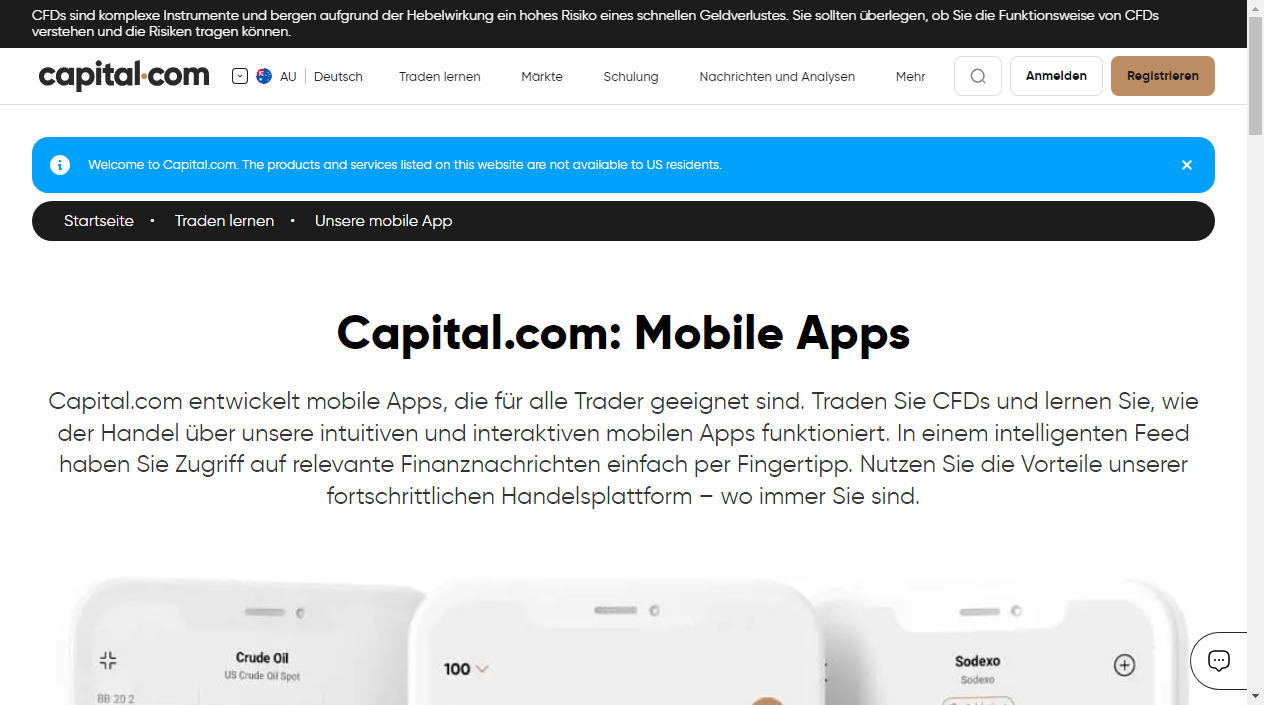 CFDs sind komplexe Instrumente und bergen aufgrund der Hebelwirkung ein hohes Risiko eines schnellen Geldverlustes. Sie sollten überlegen, ob Sie die Funktionsweise von CFDs
verstehen und die Risiken tragen können.
capital.com AU Deutsch Traden lernen Märkte Schulung Nachrichten und Analysen Mehr Anmelden Registrieren
Welcome to Capital.com. The products and services listed on this website are not available to US residents.
Startseite • Traden lernen • Unsere mobile App
Capital.com: Mobile Apps
Capital.com entwickelt mobile Apps, die für alle Trader geeignet sind. Traden Sie CFDs und lernen Sie, wie
der Handel über unsere intuitiven und interaktiven mobilen Apps funktioniert. In einem intelligenten Feed
haben Sie Zugriff auf relevante Finanznachrichten einfach per Fingertipp. Nutzen Sie die Vorteile unserer
fortschrittlichen Handelsplattform – wo immer Sie sind.
Crude Oil
US Crude Oil Spot
BB 20 2
100
Sodexo
Sodexo